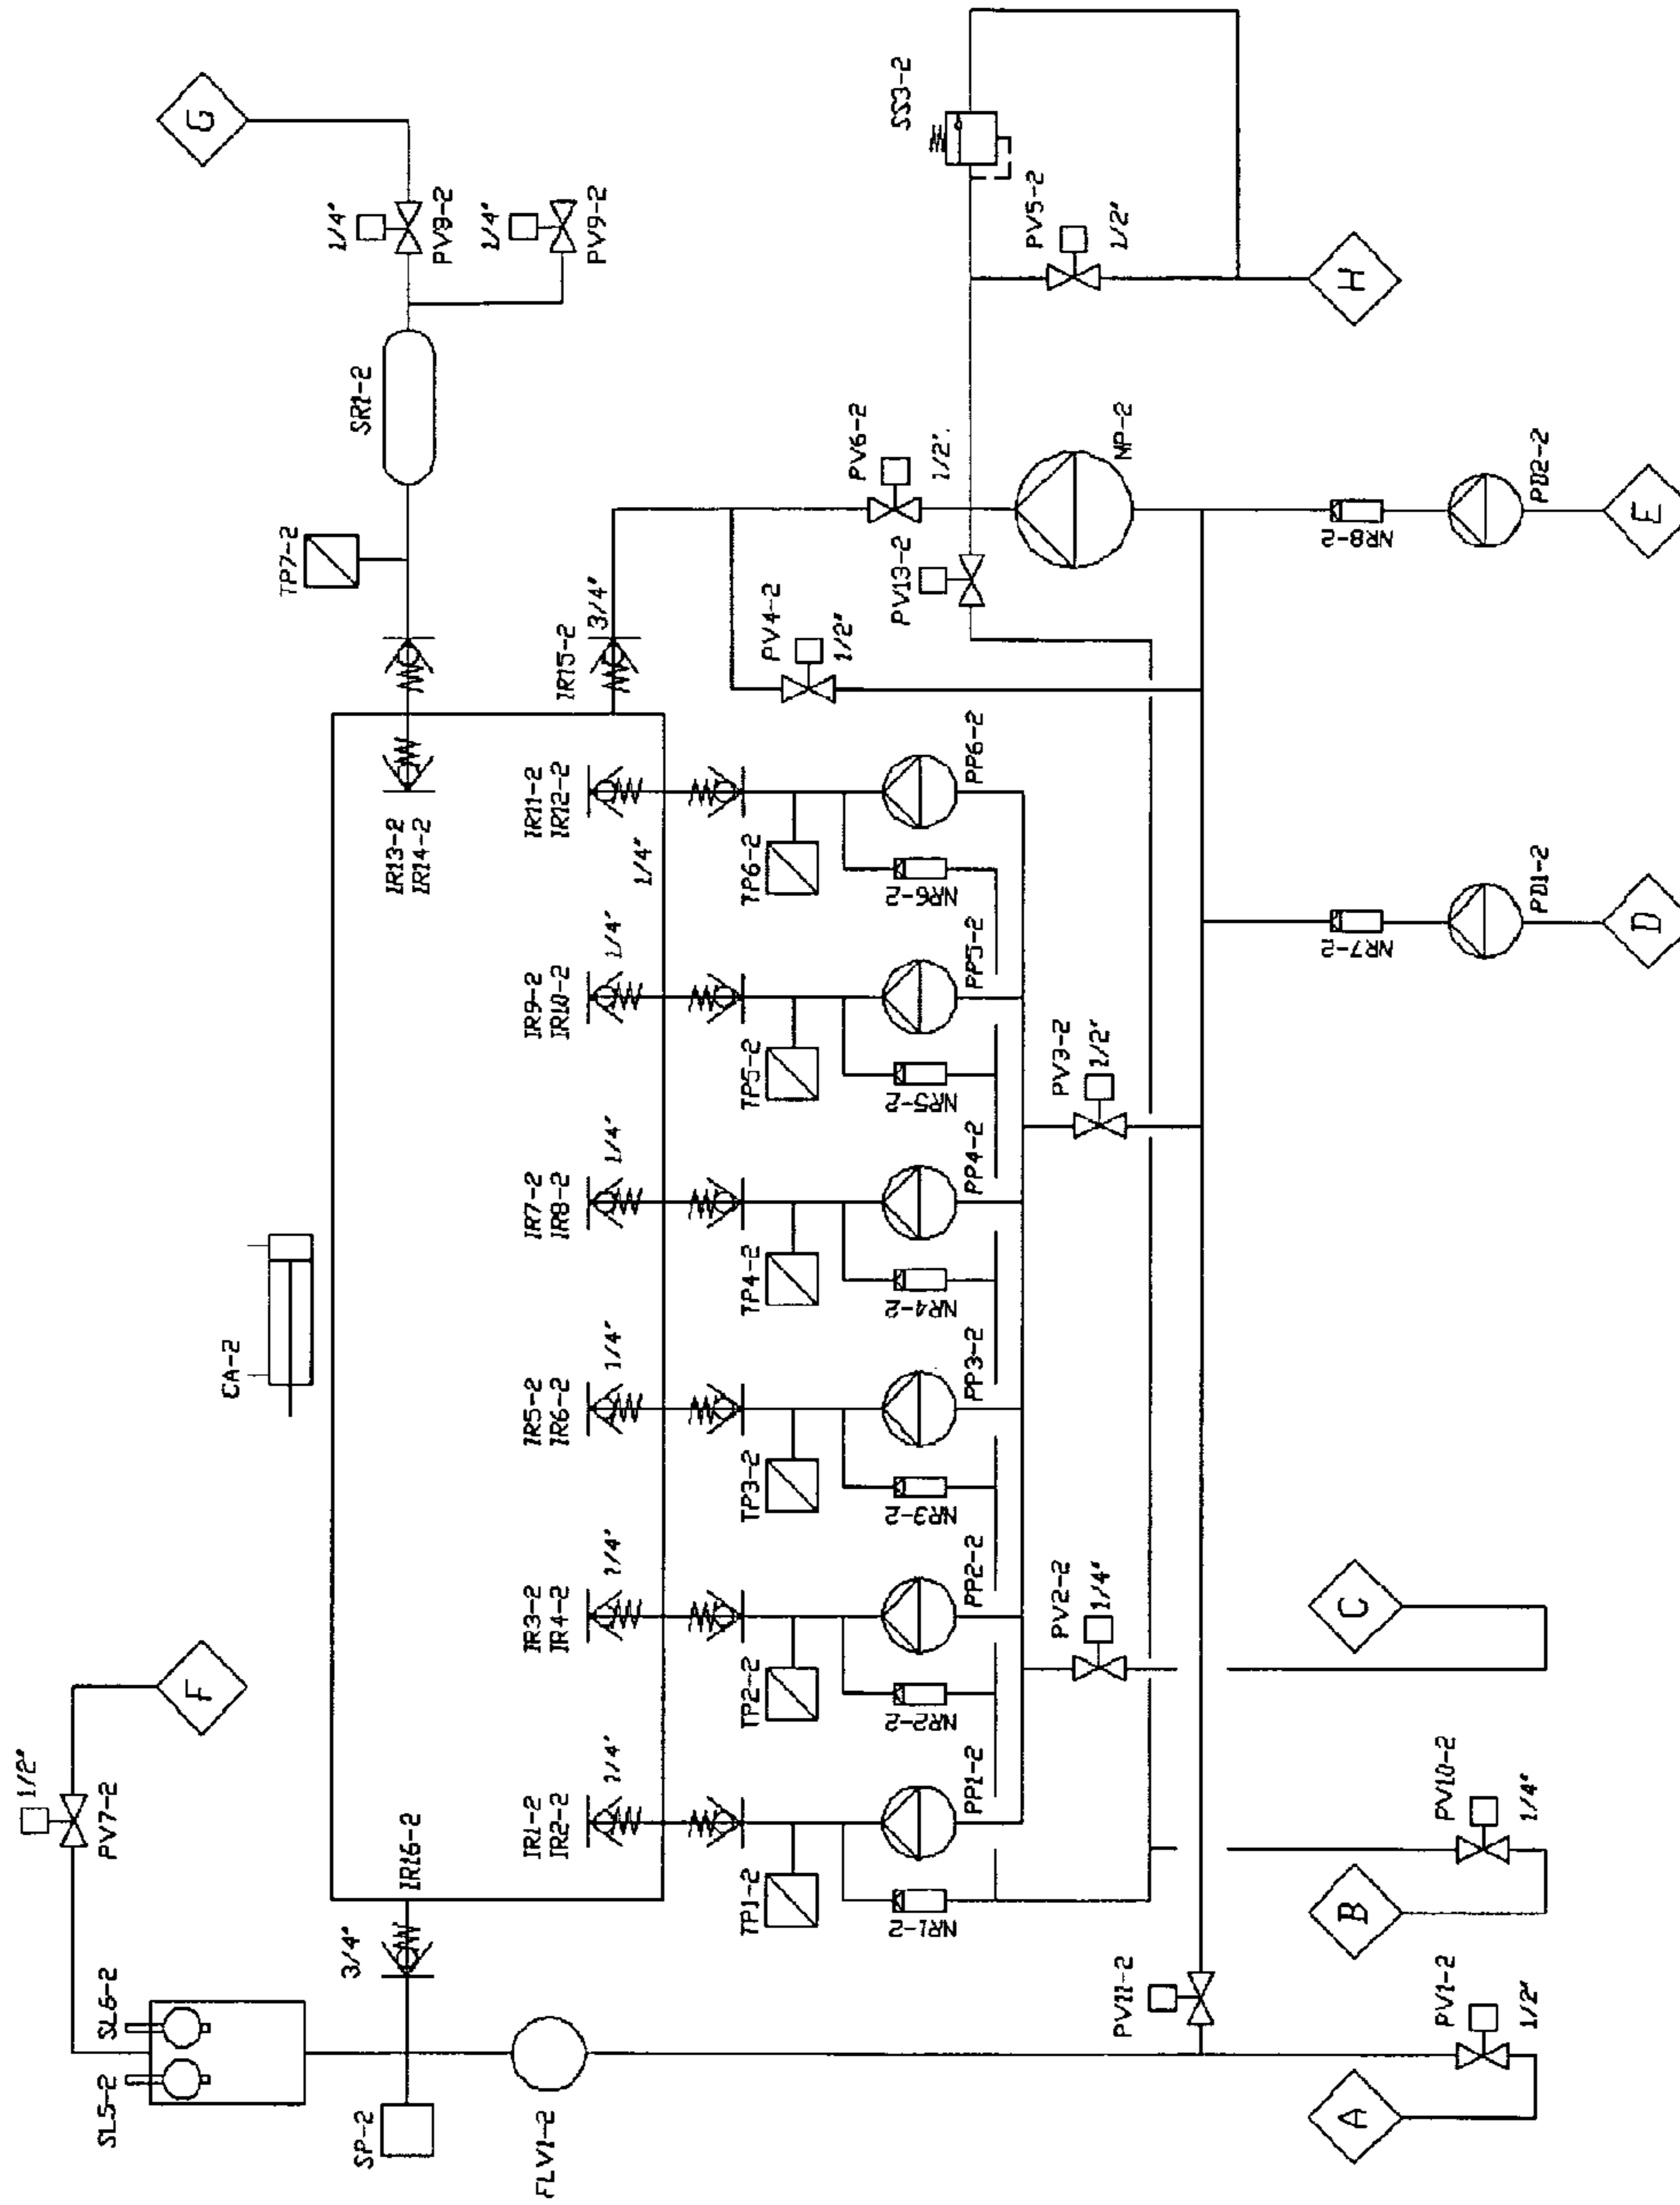 F
1/2"
PV7-2
SL5-2
SL6-2
SP-2
3/4"
IR16-2
FLV1-2
CA-2
G
1/4"
PV8-2
1/4"
PV9-2
SR1-2
TP7-2
IR13-2
IR14-2
IR15-2
3/4"
IR1-2
IR2-2
1/4"
IR3-2
IR4-2
1/4"
IR5-2
IR6-2
1/4"
IR7-2
IR8-2
1/4"
IR9-2
IR10-2
1/4"
IR11-2
IR12-2
1/4"
TP1-2
TP2-2
TP3-2
TP4-2
TP5-2
TP6-2
NR1-2
NR2-2
NR3-2
NR4-2
NR5-2
NR6-2
PP1-2
PP2-2
PP3-2
PP4-2
PP5-2
PP6-2
PV4-2
1/2"
PV6-2
1/2"
PV13-2
MP-2
SS3-2
PV5-2
1/2"
H
PV2-2
1/4"
PV3-2
1/2"
PV11-2
PV1-2
1/2"
PV10-2
1/4"
A
B
C
NR7-2
PD1-2
D
NR8-2
PD2-2
E